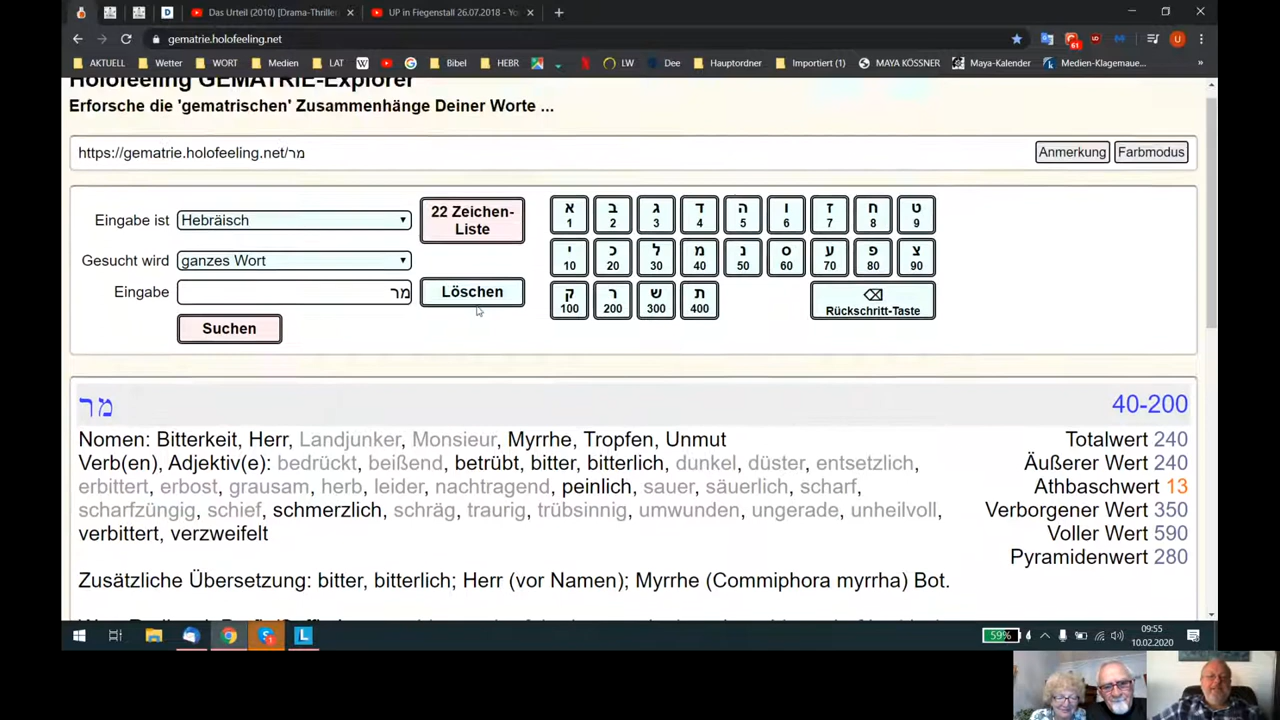 Das Urteil (2010) [Drama-Thriller
UP in Fiegenstall 26.07.2018 - Yo
gematrie.holofeeling.net
61
U
AKTUELL Wetter WORT Medien LAT Bibel HEBR LW Dee Hauptordner Importiert (1) MAYA KÖSSNER Maya-Kalender Medien-Klagemaue...
Holofeeling GEMATRIE-Explorer
Erforsche die 'gematrischen' Zusammenhänge Deiner Worte ...
https://gematrie.holofeeling.net/מר
Anmerkung Farbmodus
Eingabe ist Hebräisch
22 Zeichen-
Liste
Gesucht wird ganzes Wort
Eingabe מר
Löschen
Suchen
א ב ג ד ה ו ז ח ט
1 2 3 4 5 6 7 8 9
י כ ל מ נ ס ע פ צ
10 20 30 40 50 60 70 80 90
ק ר ש ת
100 200 300 400
Rückschritt-Taste
מר 40-200
Nomen: Bitterkeit, Herr, Landjunker, Monsieur, Myrrhe, Tropfen, Unmut
Verb(en), Adjektiv(e): bedrückt, beißend, betrübt, bitter, bitterlich, dunkel, düster, entsetzlich,
erbittert, erbost, grausam, herb, leider, nachtragend, peinlich, sauer, säuerlich, scharf,
scharfzüngig, schief, schmerzlich, schräg, traurig, trübsinnig, umwunden, ungerade, unheilvoll,
verbittert, verzweifelt
Totalwert 240
Äußerer Wert 240
Athbaschwert 13
Verborgener Wert 350
Voller Wert 590
Pyramidenwert 280
Zusätzliche Übersetzung: bitter, bitterlich; Herr (vor Namen); Myrrhe (Commiphora myrrha) Bot.
59%
09:55
10.02.2020